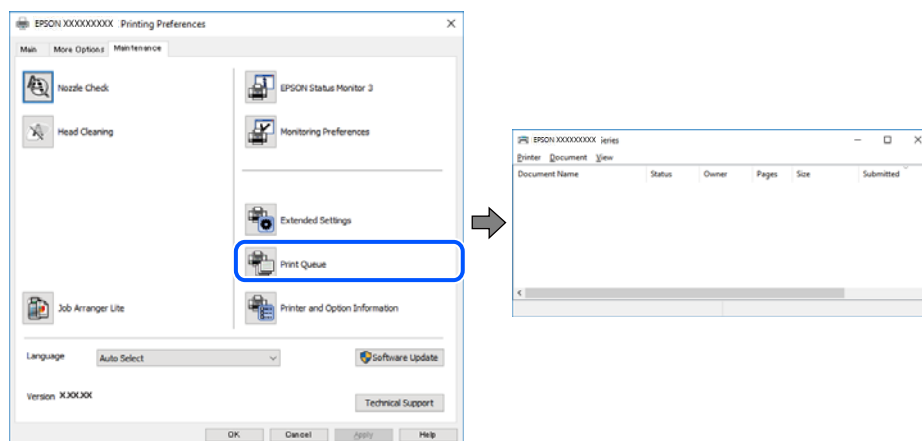 EPSON XXXXXXXXX Printing Preferences
Main More Options Maintenance
Nozzle Check
EPSON Status Monitor 3
Head Cleaning
Monitoring Preferences
Extended Settings
Print Queue
Job Arranger Lite
Printer and Option Information
Language Auto Select
Software Update
Version X.XX.XX
Technical Support
OK Cancel Apply Help
EPSON XXXXXXXXX ieries
Printer Document View
Document Name Status Owner Pages Size Submitted